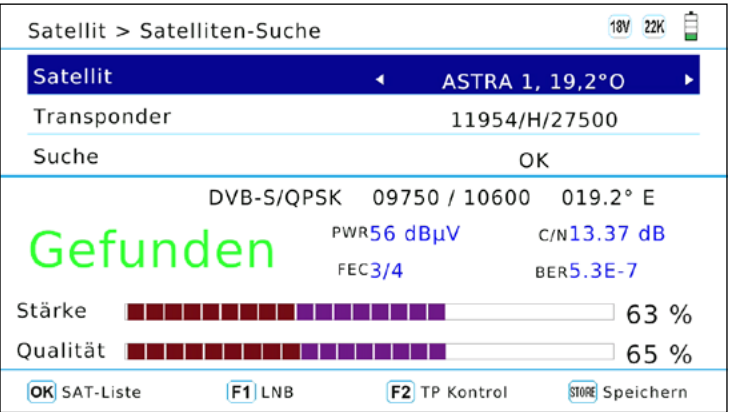 Satellit > Satelliten-Suche 18V 22K
Satellit ASTRA 1, 19,2°O
Transponder 11954/H/27500
Suche OK
DVB-S/QPSK 09750 / 10600 019.2° E
Gefunden
PWR56 dBµV C/N13.37 dB
FEC3/4 BER5.3E-7
Stärke 63 %
Qualität 65 %
OK SAT-Liste F1 LNB F2 TP Kontrol STORE Speichern